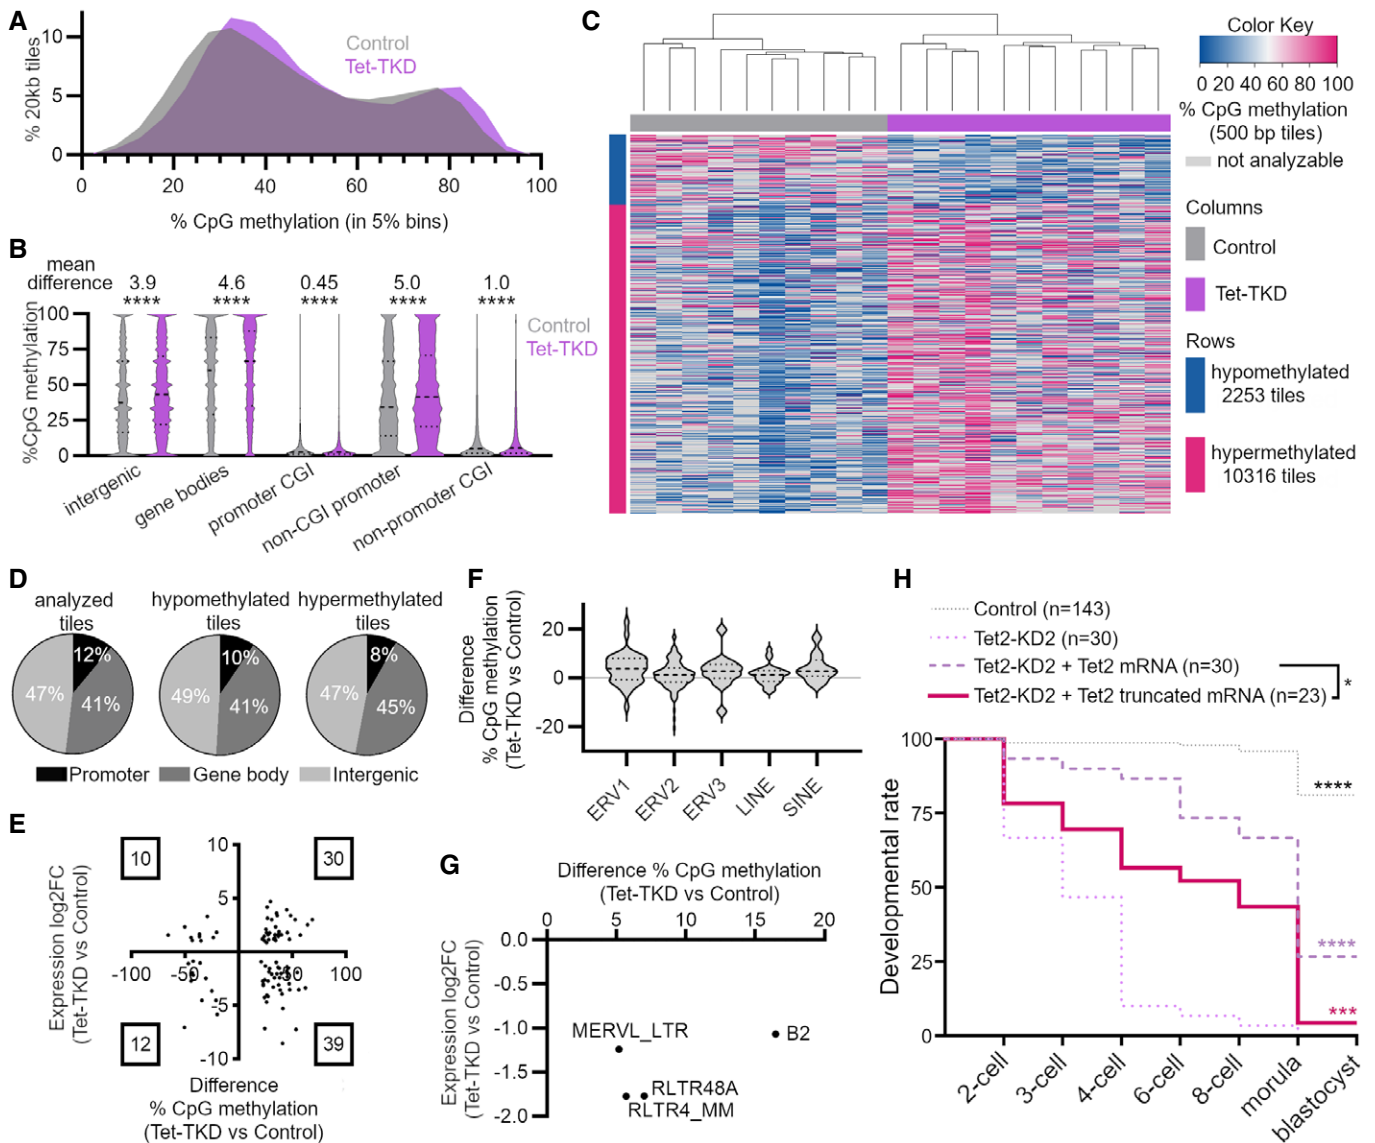 A
% 20kb tiles
10
5
0
Control
Tet-TKD
0 20 40 60 80 100
% CpG methylation (in 5% bins)
B
mean
difference
3.9 4.6 0.45 5.0 1.0
**** **** **** **** ****
%CpG methylation
100
75
50
25
0
Control
Tet-TKD
intergenic
gene bodies
promoter CGI
non-CGI promoter
non-promoter CGI
C
Color Key
0 20 40 60 80 100
% CpG methylation
(500 bp tiles)
not analyzable
Columns
Control
Tet-TKD
Rows
hypomethylated
2253 tiles
hypermethylated
10316 tiles
D
analyzed
tiles
hypomethylated
tiles
hypermethylated
tiles
12%
41%
47%
10%
41%
49%
8%
45%
47%
Promoter
Gene body
Intergenic
E
Expression log2FC
(Tet-TKD vs Control)
10
30
12
39
10
5
-5
-10
-100 -50 50 100
Difference
% CpG methylation
(Tet-TKD vs Control)
F
Difference
% CpG methylation
(Tet-TKD vs Control)
20
0
-20
ERV1
ERV2
ERV3
LINE
SINE
G
Difference % CpG methylation
(Tet-TKD vs Control)
0 5 10 15 20
Expression log2FC
(Tet-TKD vs Control)
0.0
-0.5
-1.0
-1.5
-2.0
MERVL_LTR
B2
RLTR48A
RLTR4_MM
H
Control (n=143)
Tet2-KD2 (n=30)
Tet2-KD2 + Tet2 mRNA (n=30)
Tet2-KD2 + Tet2 truncated mRNA (n=23)
*
Developmental rate
100
75
50
25
0
****
****
***
2-cell
3-cell
4-cell
6-cell
8-cell
morula
blastocyst